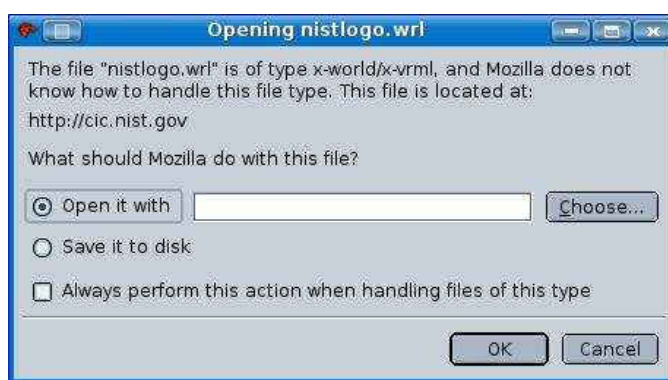 Opening nistlogo.wrl
The file "nistlogo.wrl" is of type x-world/x-vrml, and Mozilla does not
know how to handle this file type. This file is located at:
http://cic.nist.gov
What should Mozilla do with this file?
Open it with
Choose...
Save it to disk
Always perform this action when handling files of this type
OK Cancel